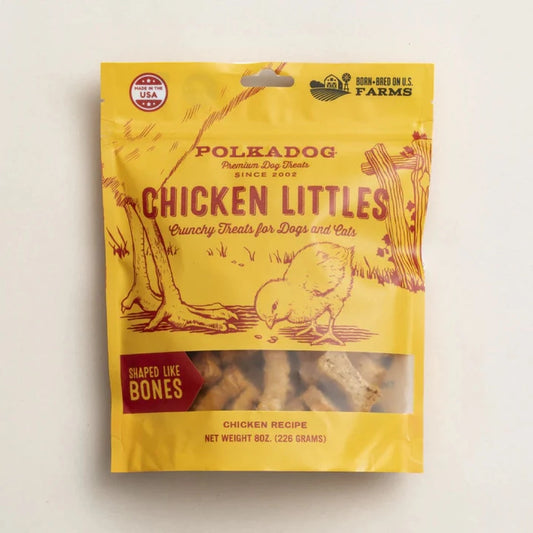 MADE IN THE
USA
BORN + BRED ON U.S.
FARMS
POLKADOG
Premium Dog Treats
SINCE 2002
CHICKEN LITTLES
Crunchy Treats for Dogs and Cats
SHAPED LIKE
BONES
CHICKEN RECIPE
NET WEIGHT 8OZ. (226 GRAMS)